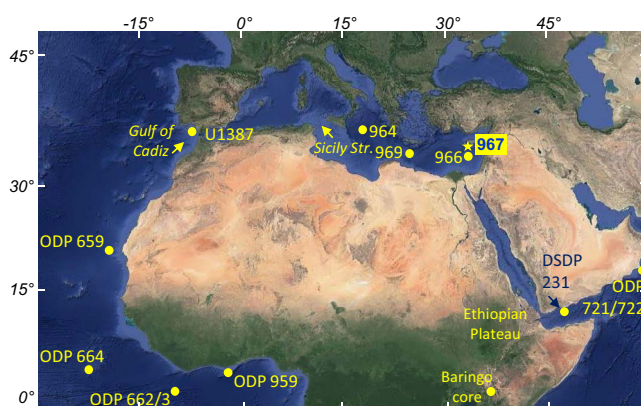 -15° 0° 15° 45°
45°
30°
15°
0°
Gulf of
Cadiz
U1387
Sicily Str.
964
969
966
967
ODP 659
DSDP
231
ODP
721/722
Ethiopian
Plateau
ODP 664
ODP 662/3
ODP 959
Baringo
core